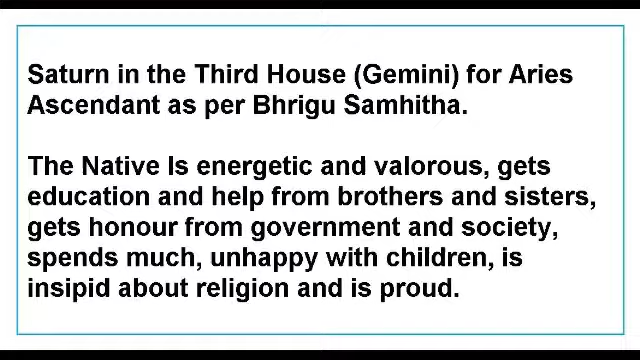 Saturn in the Third House (Gemini) for Aries
Ascendant as per Bhrigu Samhitha.
The Native Is energetic and valorous, gets
education and help from brothers and sisters,
gets honour from government and society,
spends much, unhappy with children, is
insipid about religion and is proud.